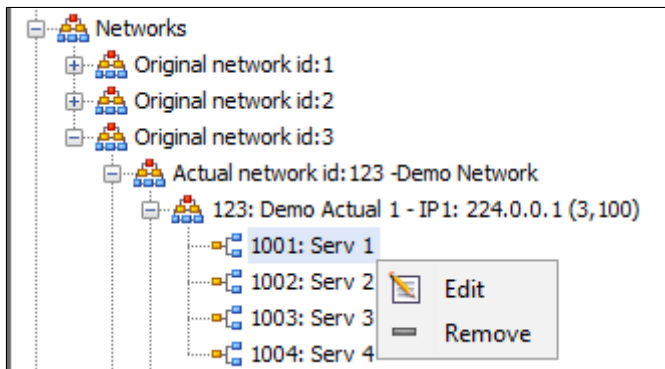 Networks
Original network id:1
Original network id:2
Original network id:3
Actual network id:123 -Demo Network
123: Demo Actual 1 - IP1: 224.0.0.1 (3,100)
1001: Serv 1
1002: Serv 2
Edit
1003: Serv 3
Remove
1004: Serv 4